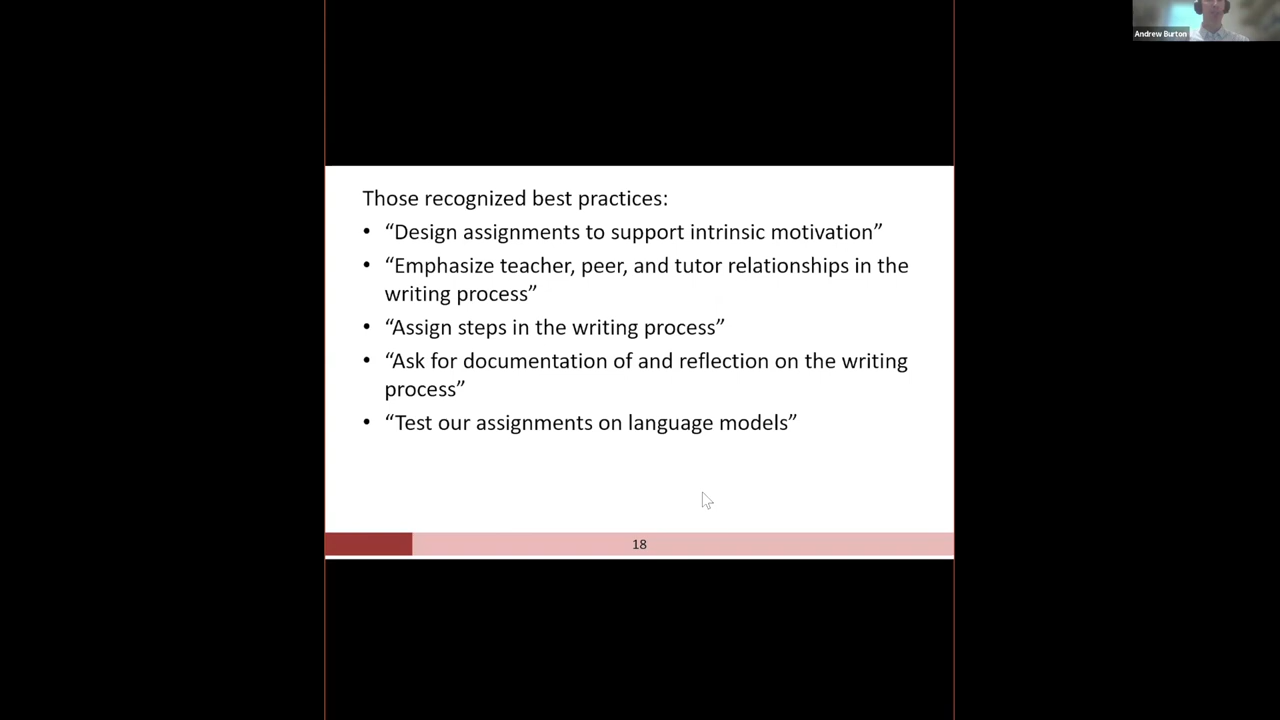 Andrew Burton
Those recognized best practices:
• “Design assignments to support intrinsic motivation”
• “Emphasize teacher, peer, and tutor relationships in the
writing process”
• “Assign steps in the writing process”
• “Ask for documentation of and reflection on the writing
process”
• “Test our assignments on language models”
18